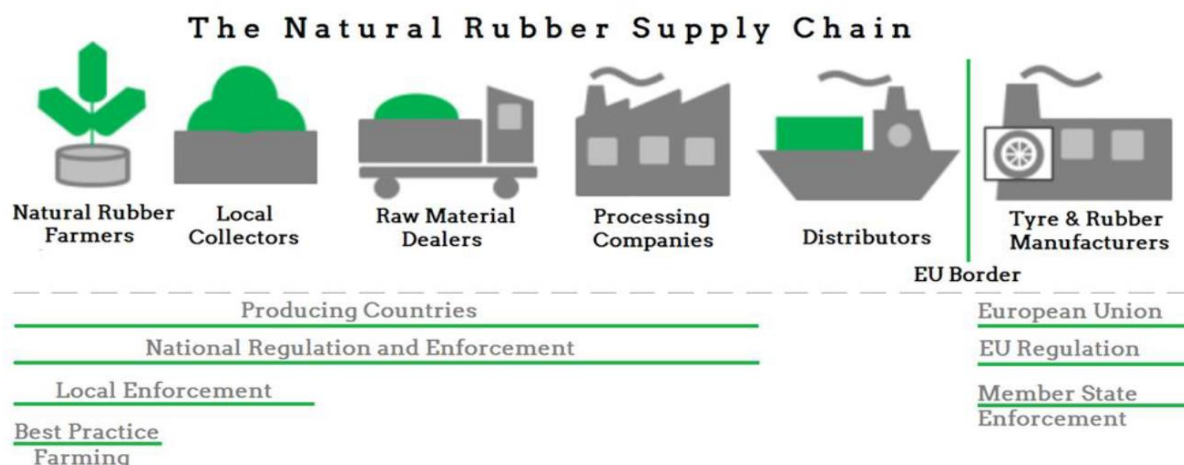 The Natural Rubber Supply Chain
Natural Rubber
Farmers
Local
Collectors
Raw Material
Dealers
Processing
Companies
Distributors
Tyre & Rubber
Manufacturers
EU Border
Producing Countries
European Union
National Regulation and Enforcement
EU Regulation
Local Enforcement
Member State
Enforcement
Best Practice
Farming